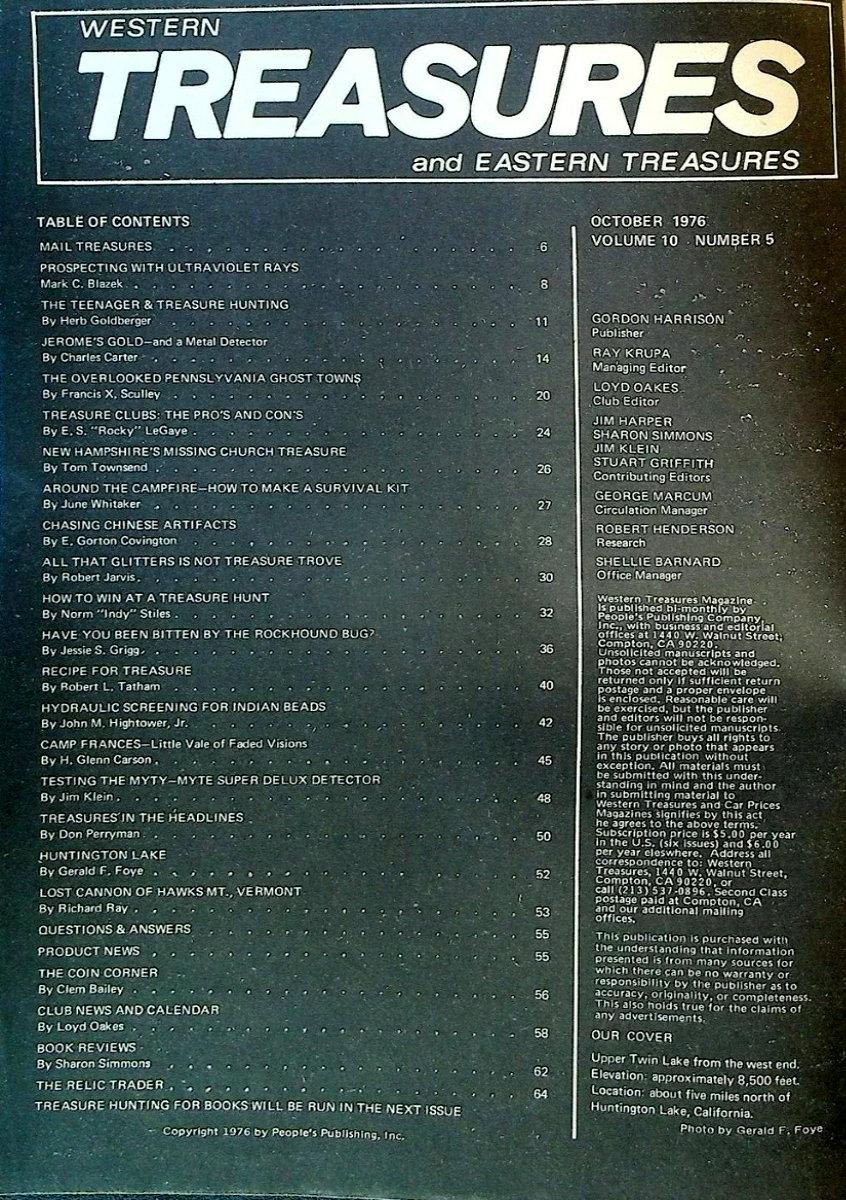 WESTERN
TREASURES
and EASTERN TREASURES
TABLE OF CONTENTS
MAIL TREASURES 6
PROSPECTING WITH ULTRAVIOLET RAYS
Mark C. Blazek 8
THE TEENAGER & TREASURE HUNTING
By Herb Goldberger 11
JEROME'S GOLD—and a Metal Detector
By Charles Carter 14
THE OVERLOOKED PENNSLYVANIA GHOST TOWNS
By Francis X. Sculley 20
TREASURE CLUBS: THE PRO'S AND CON'S
By E. S. "Rocky" LeGaye 24
NEW HAMPSHIRE'S MISSING CHURCH TREASURE
By Tom Townsend 26
AROUND THE CAMPFIRE—HOW TO MAKE A SURVIVAL KIT
By June Whitaker 27
CHASING CHINESE ARTIFACTS
By E. Gorton Covington 28
ALL THAT GLITTERS IS NOT TREASURE TROVE
By Robert Jarvis 30
HOW TO WIN AT A TREASURE HUNT
By Norm "Indy" Stiles 32
HAVE YOU BEEN BITTEN BY THE ROCKHOUND BUG?
By Jessie S. Grigg 36
RECIPE FOR TREASURE
By Robert L. Tatham 40
HYDRAULIC SCREENING FOR INDIAN BEADS
By John M. Hightower, Jr. 42
CAMP FRANCES—Little Vale of Faded Visions
By H. Glenn Carson 45
TESTING THE MYTY—MYTE SUPER DELUX DETECTOR
By Jim Klein 48
TREASURES IN THE HEADLINES
By Don Perryman 50
HUNTINGTON LAKE
By Gerald F. Foye 52
LOST CANNON OF HAWKS MT., VERMONT
By Richard Ray 53
QUESTIONS & ANSWERS 55
PRODUCT NEWS 55
THE COIN CORNER
By Clem Bailey 56
CLUB NEWS AND CALENDAR
By Loyd Oakes 58
BOOK REVIEWS
By Sharon Simmons 62
THE RELIC TRADER 64
TREASURE HUNTING FOR BOOKS WILL BE RUN IN THE NEXT ISSUE
Copyright 1976 by People's Publishing, Inc.
OCTOBER 1976
VOLUME 10 NUMBER 5
GORDON HARRISON
Publisher
RAY KRUPA
Managing Editor
LOYD OAKES
Club Editor
JIM HARPER
SHARON SIMMONS
JIM KLEIN
STUART GRIFFITH
Contributing Editors
GEORGE MARCUM
Circulation Manager
ROBERT HENDERSON
Research
SHELLIE BARNARD
Office Manager
Western Treasures Magazine
is published bi-monthly by
People's Publishing Company,
Inc., with business and editorial
offices at 1440 W. Walnut Street,
Compton, CA 90220.
Unsolicited manuscripts and
photos cannot be acknowledged.
Those not accepted will be
returned only if sufficient return
postage and a proper envelope
is enclosed. Reasonable care will
be exercised, but the publisher
and editors will not be respon-
sible for unsolicited manuscripts.
The publisher buys all rights to
any story or photo that appears
in this publication without
exception. All materials must
be submitted with this under-
standing in mind and the author
in submitting material to
Western Treasures and Car Prices
Magazines signifies by this act
he agrees to the above terms.
Subscription price is $5.00 per year
in the U.S. (six issues) and $6.00
per year elsewhere. Address all
correspondence to: Western
Treasures, 1440 W. Walnut Street,
Compton, CA 90220, or
call (213) 537-0896. Second Class
postage paid at Compton, CA
and our additional mailing
offices.
This publication is purchased with
the understanding that information
presented is from many sources for
which there can be no warranty or
responsibility by the publisher as to
accuracy, originality, or completeness.
This also holds true for the claims of
any advertisements.
OUR COVER
Upper Twin Lake from the west end.
Elevation: approximately 8,500 feet.
Location: about five miles north of
Huntington Lake, California.
Photo by Gerald F. Foye